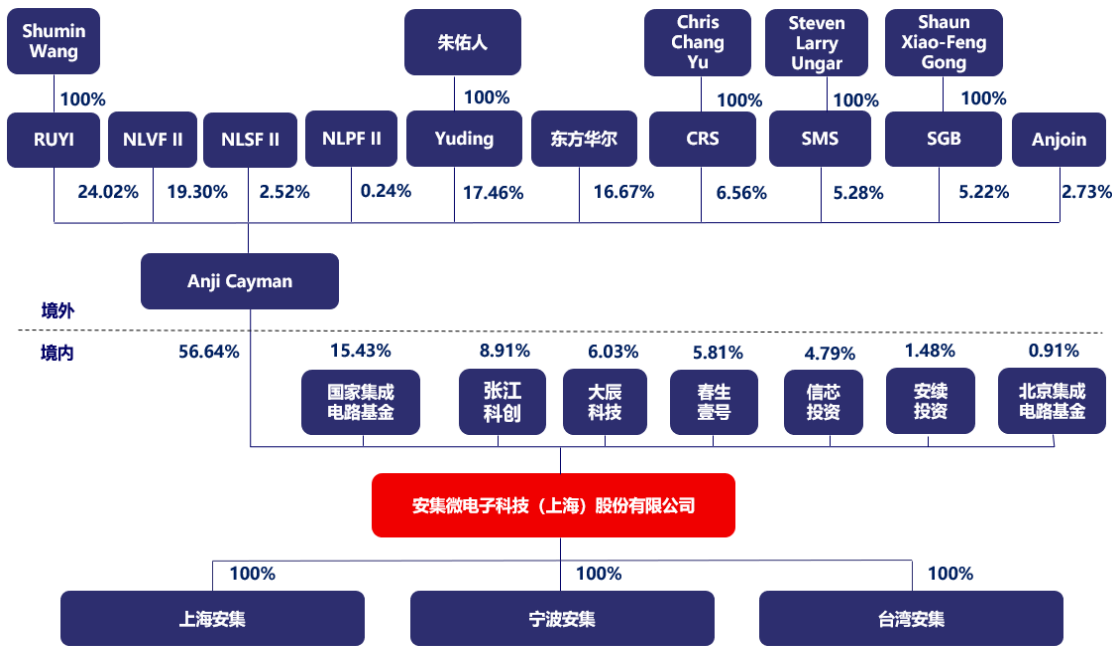 Shumin
Wang
朱佑人
Chris
Chang
Yu
Steven
Larry
Ungar
Shaun
Xiao-Feng
Gong
100%
100%
100%
100%
100%
RUYI
NLVF II
NLSF II
NLPF II
Yuding
东方华尔
CRS
SMS
SGB
Anjoin
24.02%
19.30%
2.52%
0.24%
17.46%
16.67%
6.56%
5.28%
5.22%
2.73%
Anji Cayman
境外
境内
56.64%
15.43%
8.91%
6.03%
5.81%
4.79%
1.48%
0.91%
国家集成
电路基金
张江
科创
大辰
科技
春生
壹号
信芯
投资
安续
投资
北京集成
电路基金
安集微电子科技（上海）股份有限公司
100%
100%
100%
上海安集
宁波安集
台湾安集